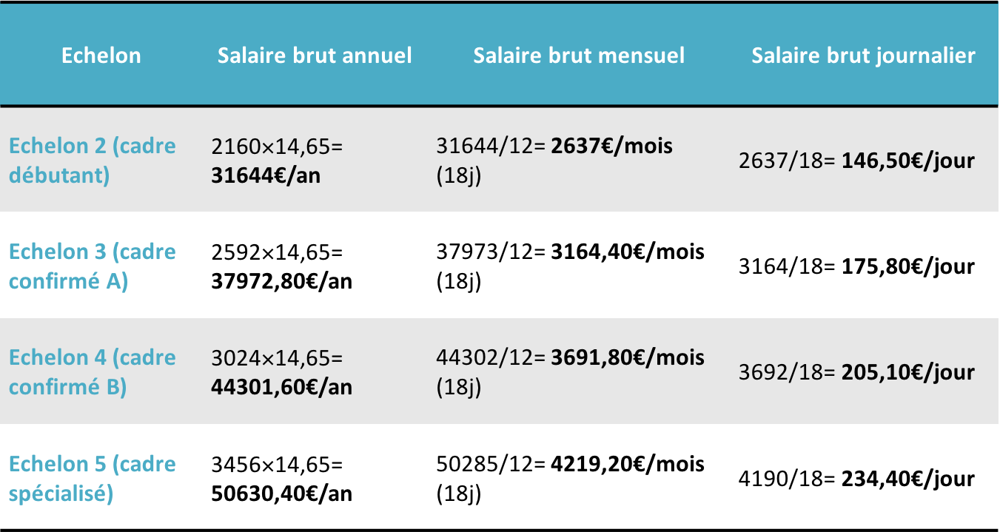 Echelon
Salaire brut annuel
Salaire brut mensuel
Salaire brut journalier
Echelon 2 (cadre
débutant)
2160×14,65=
31644€/an
31644/12= 2637€/mois
(18j)
2637/18= 146,50€/jour
Echelon 3 (cadre
confirmé A)
2592×14,65=
37972,80€/an
37973/12= 3164,40€/mois
(18j)
3164/18= 175,80€/jour
Echelon 4 (cadre
confirmé B)
3024×14,65=
44301,60€/an
44302/12= 3691,80€/mois
(18j)
3692/18= 205,10€/jour
Echelon 5 (cadre
spécialisé)
3456×14,65=
50630,40€/an
50285/12= 4219,20€/mois
(18j)
4190/18= 234,40€/jour